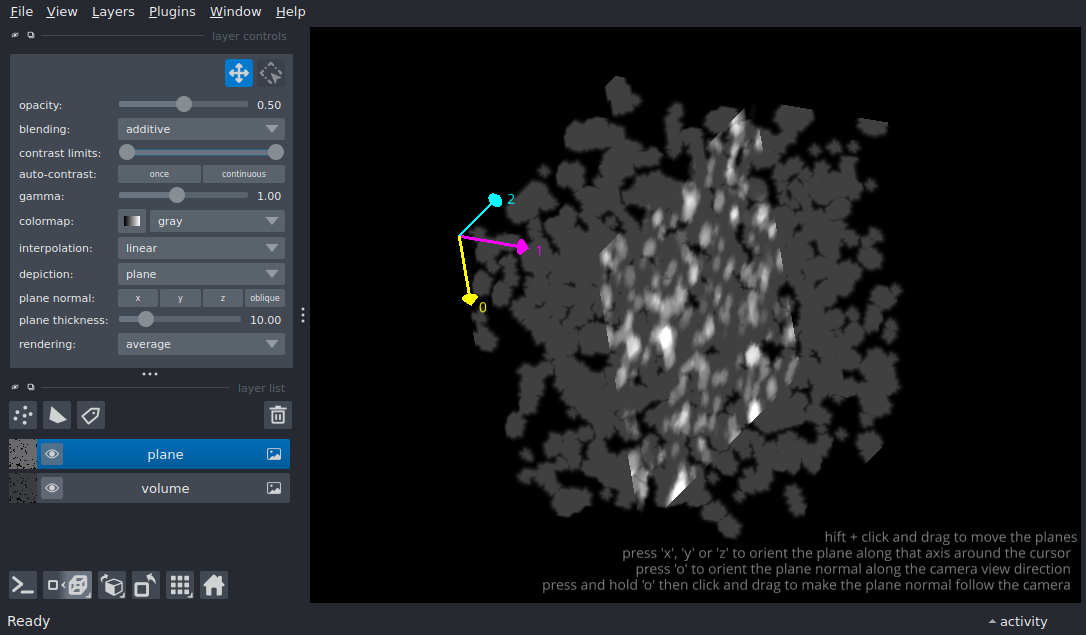 File View Layers Plugins Window Help
layer controls
opacity: 0.50
blending: additive
contrast limits:
auto-contrast: once continuous
gamma: 1.00
colormap: gray
interpolation: linear
depiction: plane
plane normal: x y z oblique
plane thickness: 10.00
rendering: average
layer list
plane
volume
2
1
0
hift + click and drag to move the planes
press 'x', 'y' or 'z' to orient the plane along that axis around the cursor
press 'o' to orient the plane normal along the camera view direction
press and hold 'o' then click and drag to make the plane normal follow the camera
Ready activity